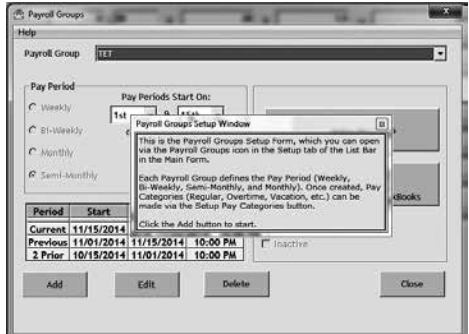 Payroll Groups
Help
Payroll Group TET
Pay Period
Weekly
Bi-Weekly
Monthly
Semi-Monthly
Pay Periods Start On:
1st & 15th
Payroll Groups Setup Window
This is the Payroll Groups Setup Form, which you can open
via the Payroll Groups icon in the Setup tab of the List Bar
in the Main Form.
Each Payroll Group defines the Pay Period (Weekly,
Bi-Weekly, Semi-Monthly, and Monthly). Once created, Pay
Categories (Regular, Overtime, Vacation, etc.) can be
made via the Setup Pay Categories button.
Click the Add button to start.
Period Start
Current 11/15/2014
Previous 11/01/2014 11/15/2014 10:00 PM
2 Prior 10/15/2014 11/01/2014 10:00 PM
Inactive
Add Edit Delete Close